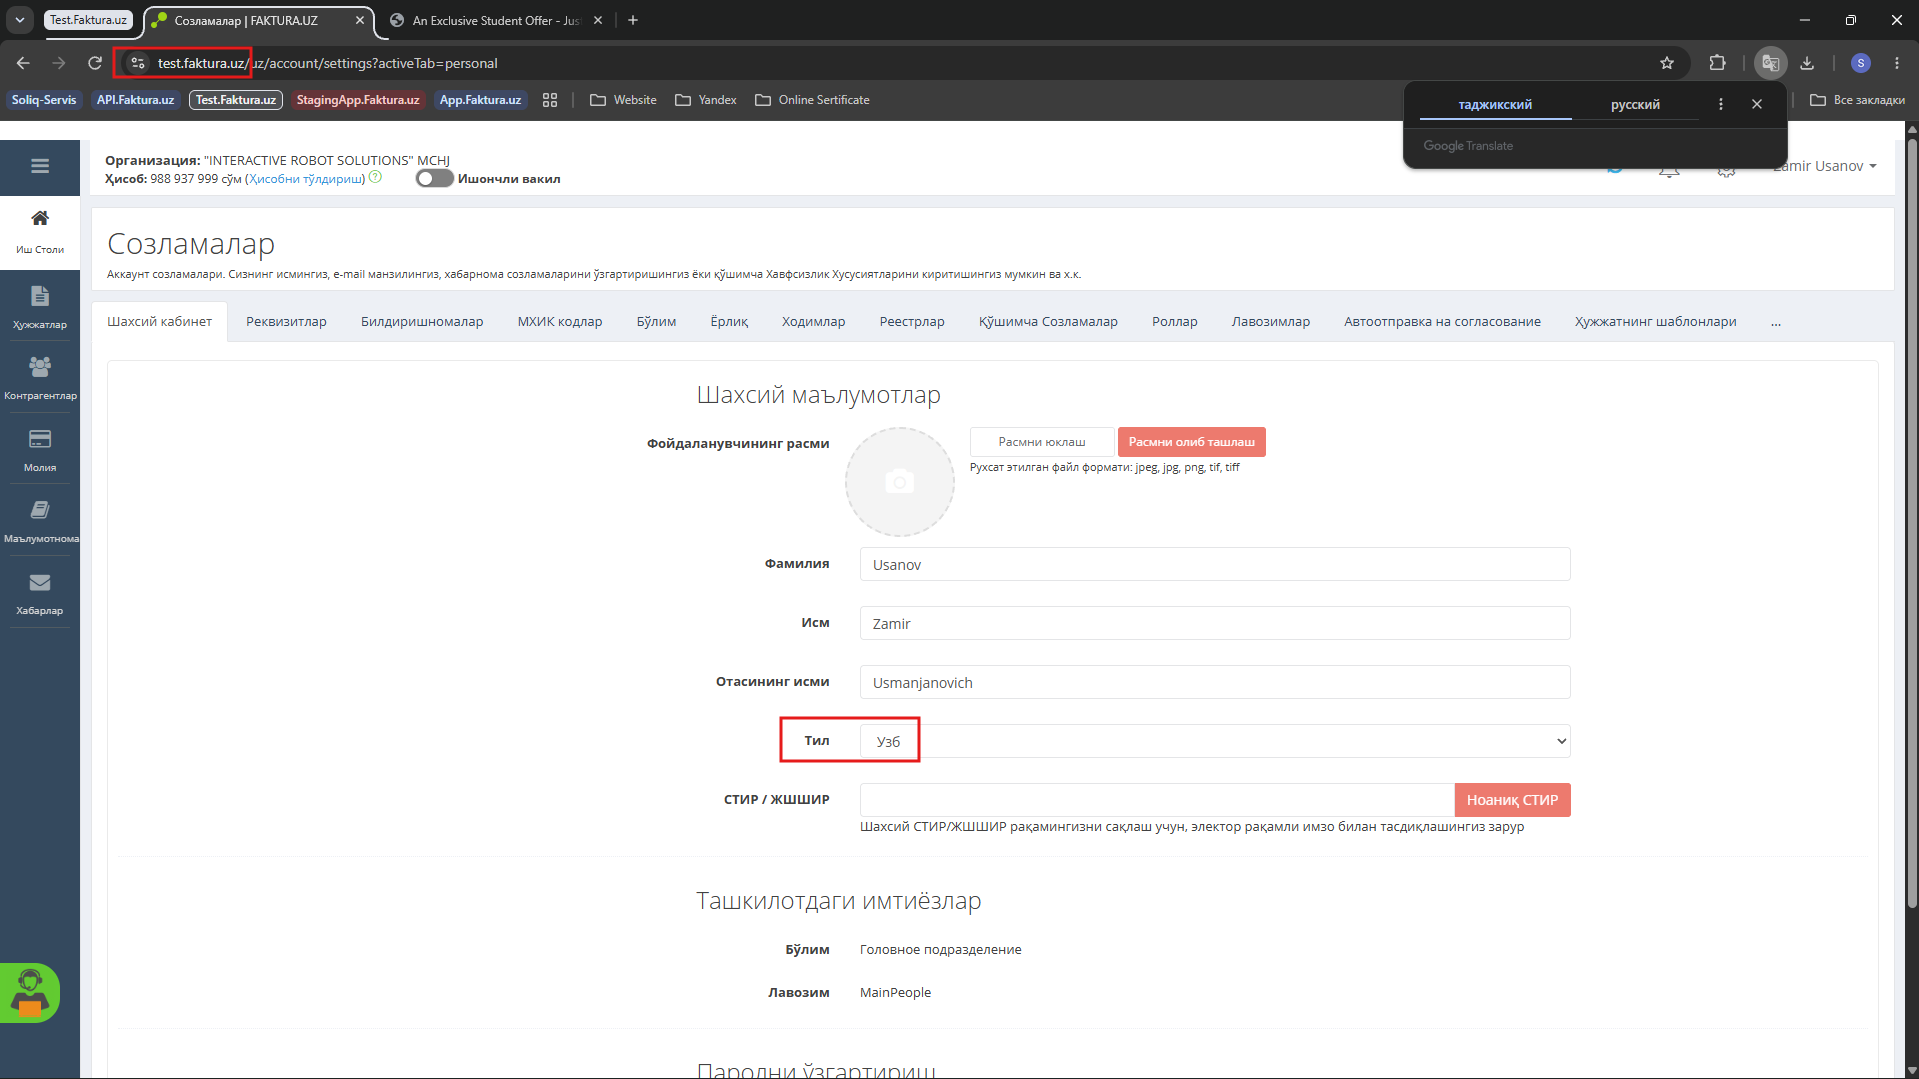 Test.Faktura.uz
Созламалар | FAKTURA.UZ
An Exclusive Student Offer - Jus
test.faktura.uz/uz/account/settings?activeTab=personal
S
Soliq-Servis
API.Faktura.uz
Test.Faktura.uz
StagingApp.Faktura.uz
App.Faktura.uz
Website
Yandex
Online Sertificate
Все закладки
таджикский
русский
Google Translate
Организация: "INTERACTIVE ROBOT SOLUTIONS" MCHJ
Ҳисоб: 988 937 999 сўм (Ҳисобни тўлдириш)
Ишончли вакил
Zamir Usanov
Иш Столи
Ҳужжатлар
Контрагентлар
Молия
Маълумотнома
Хабарлар
Созламалар
Аккаунт созламалари. Сизнинг исмингиз, e-mail манзилингиз, хабарнома созламаларини ўзгартиришингиз ёки қўшимча Хавфсизлик Хусусиятларини киритишингиз мумкин ва х.к.
Шахсий кабинет
Реквизитлар
Билдиришномалар
МХИК кодлар
Бўлим
Ёрлиқ
Ходимлар
Реестрлар
Қўшимча Созламалар
Роллар
Лавозимлар
Автоотправка на согласование
Ҳужжатнинг шаблонлари
...
Шахсий маълумотлар
Фойдаланувчининг расми
Расмни юклаш
Расмни олиб ташлаш
Рухсат этилган файл формати: jpeg, jpg, png, tif, tiff
Фамилия
Usanov
Исм
Zamir
Отасининг исми
Usmanjanovich
Тил
Узб
СТИР / ЖШШИР
Ноаниқ СТИР
Шахсий СТИР/ЖШШИР рақамингизни сақлаш учун, электор рақамли имзо билан тасдиқлашингиз зарур
Ташкилотдаги имтиёзлар
Бўлим
Головное подразделение
Лавозим
MainPeople
Паролни ўзгартириш